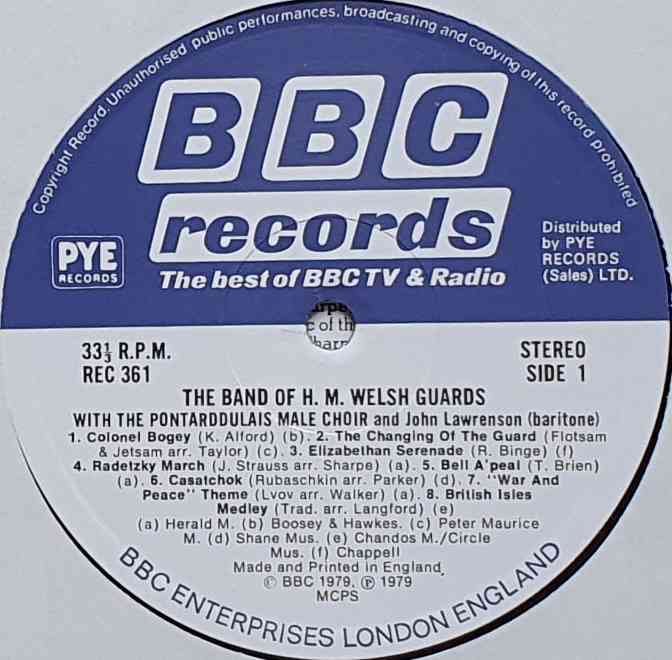 Copyright Record. Unauthorised public performances, broadcasting and copying of this record prohibited
BBC
records
The best of BBC TV & Radio
PYE
RECORDS
Distributed
by PYE
RECORDS
(Sales) LTD.
33⅓ R.P.M.
REC 361
STEREO
SIDE 1
THE BAND OF H. M. WELSH GUARDS
WITH THE PONTARDDULAIS MALE CHOIR and John Lawrenson (baritone)
1. Colonel Bogey (K. Alford) (b). 2. The Changing Of The Guard (Flotsam
& Jetsam arr. Taylor) (c). 3. Elizabethan Serenade (R. Binge) (f)
4. Radetzky March (J. Strauss arr. Sharpe) (a). 5. Bell A'peal (T. Brien)
(a). 6. Casatchok (Rubaschkin arr. Parker) (d). 7. "War And
Peace" Theme (Lvov arr. Walker) (a). 8. British Isles
Medley (Trad. arr. Langford) (e)
(a) Herald M. (b) Boosey & Hawkes. (c) Peter Maurice
M. (d) Shane Mus. (e) Chandos M./Circle
Mus. (f) Chappell
Made and Printed in England.
© BBC 1979. ℗ 1979
MCPS
BBC ENTERPRISES LONDON ENGLAND